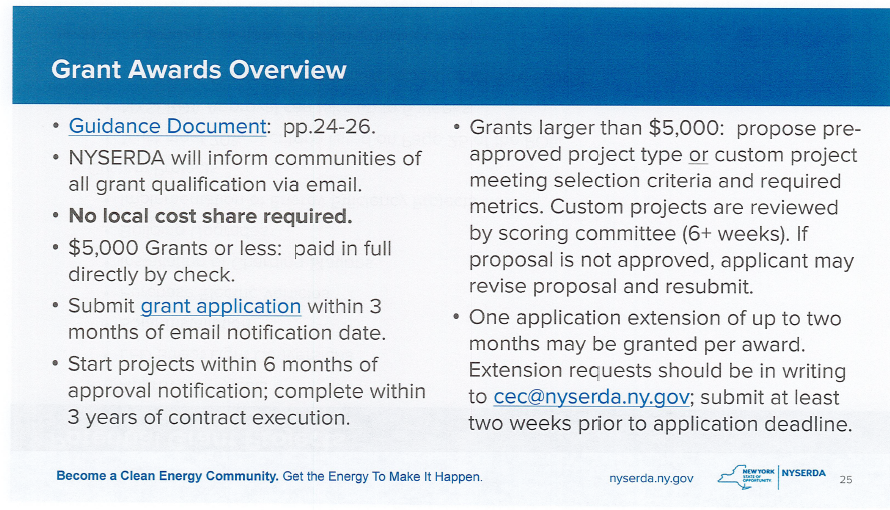 Grant Awards Overview
• Guidance Document:  pp.24-26.
• NYSERDA will inform communities of
all grant qualification via email.
• No local cost share required.
• $5,000 Grants or less:  paid in full
directly by check.
• Submit grant application within 3
months of email notification date.
• Start projects within 6 months of
approval notification; complete within
3 years of contract execution.
• Grants larger than $5,000:  propose pre-
approved project type or custom project
meeting selection criteria and required
metrics. Custom projects are reviewed
by scoring committee (6+ weeks). If
proposal is not approved, applicant may
revise proposal and resubmit.
• One application extension of up to two
months may be granted per award.
Extension requests should be in writing
to cec@nyserda.ny.gov; submit at least
two weeks prior to application deadline.
Become a Clean Energy Community. Get the Energy To Make It Happen.
nyserda.ny.gov
NEW YORK
STATE OF
OPPORTUNITY.
NYSERDA
25